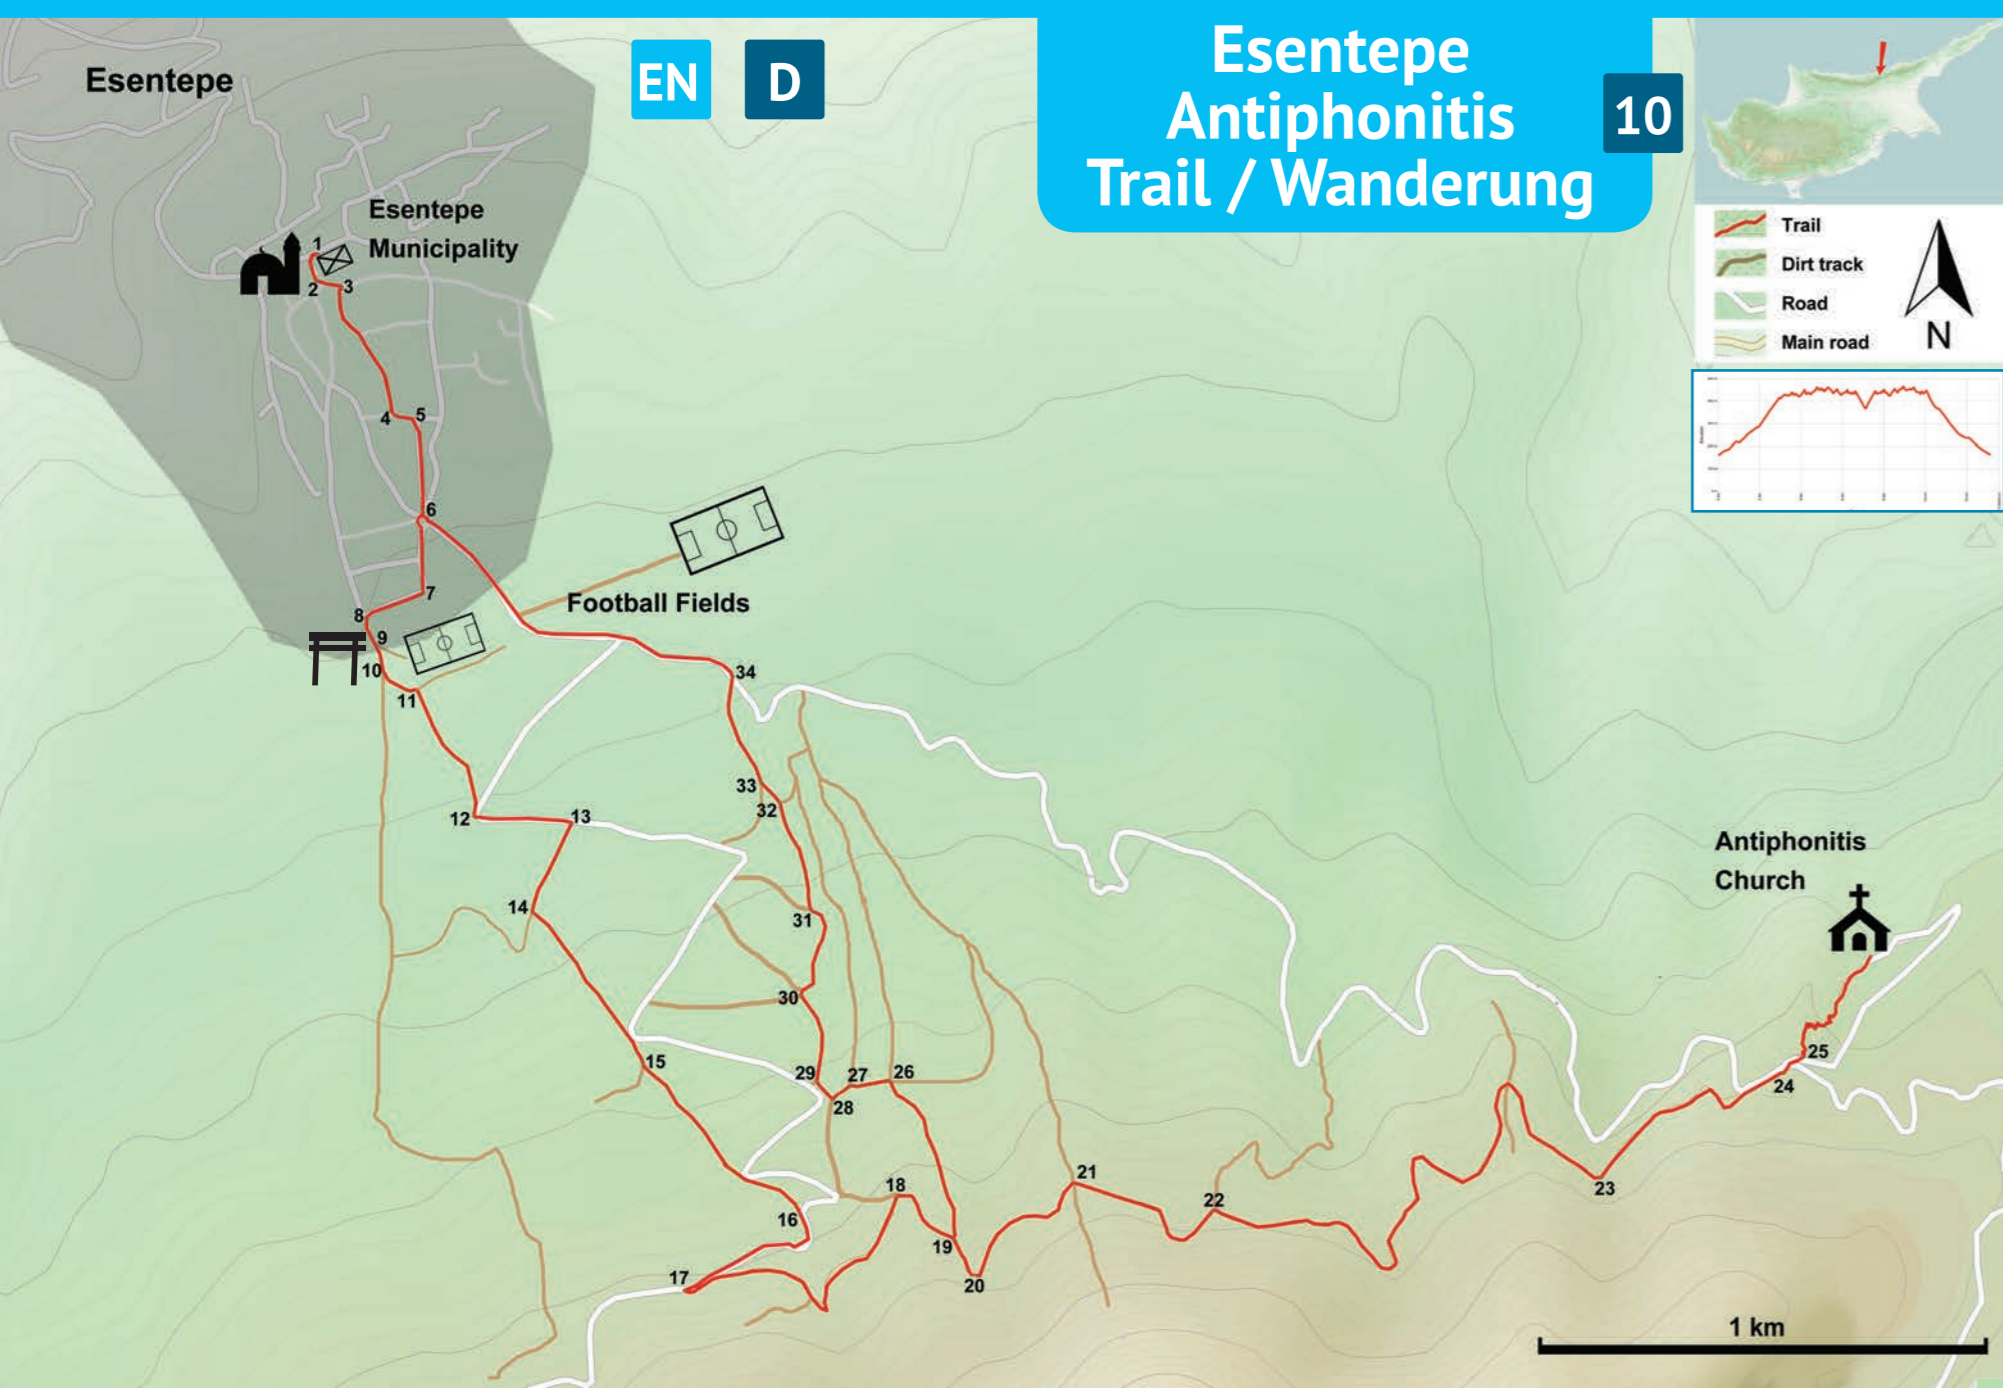 Esentepe
EN
D
Esentepe
Antiphonitis
Trail / Wanderung
10
Esentepe
Municipality
Trail
Dirt track
Road
Main road
N
1
2
3
4
5
6
7
8
9
10
11
Football Fields
34
33
32
12
13
14
31
30
15
29
27
26
28
Antiphonitis
Church
25
24
16
17
18
19
20
21
22
23
1 km